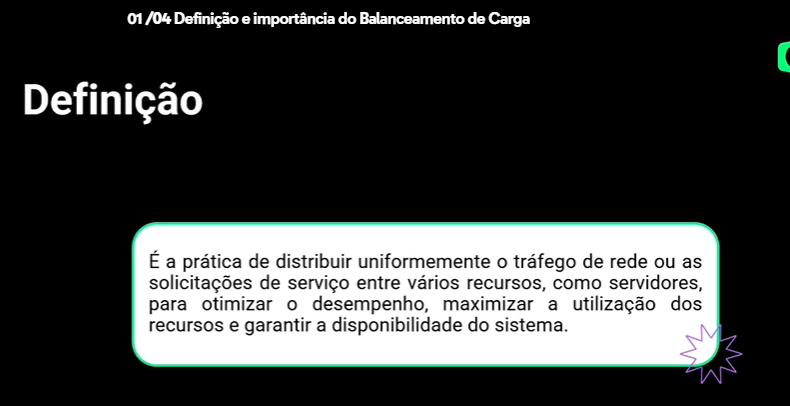 01 /04 Definição e importância do Balanceamento de Carga
Definição
É a prática de distribuir uniformemente o tráfego de rede ou as
solicitações de serviço entre vários recursos, como servidores,
para otimizar o desempenho, maximizar a utilização dos
recursos e garantir a disponibilidade do sistema.